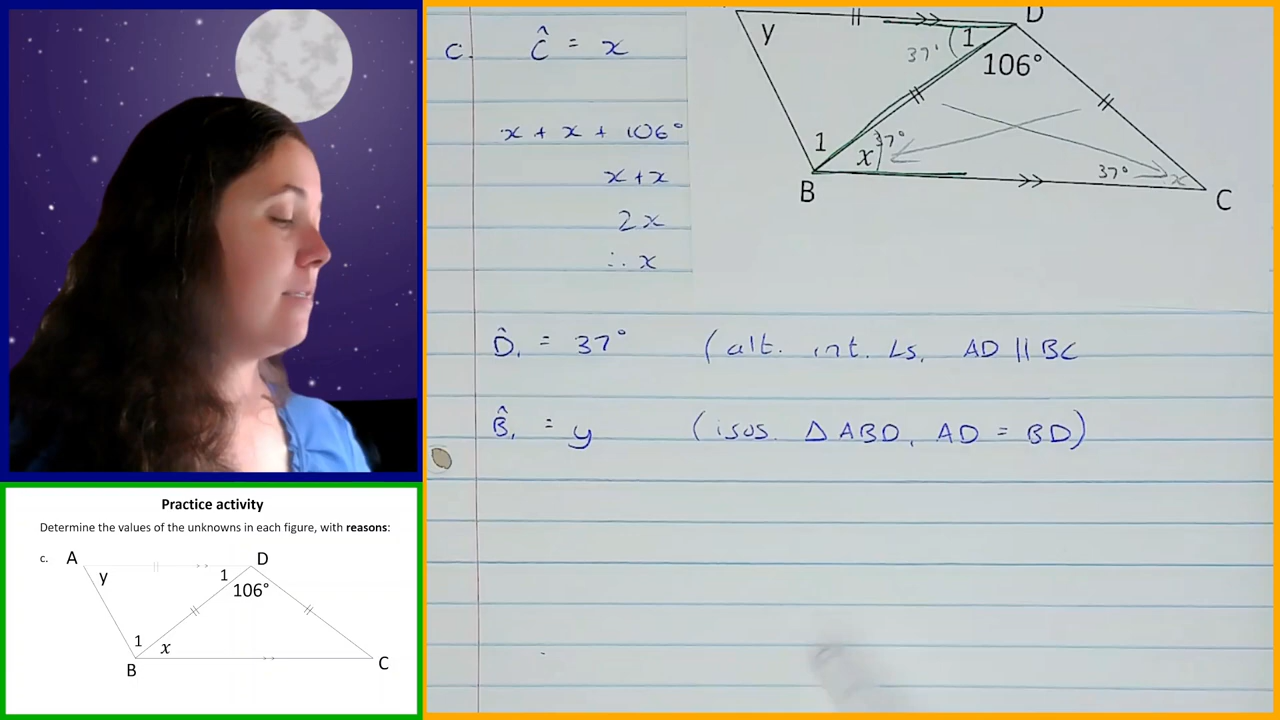 c. Ĉ = x
x + x + 106°
x + x
2x
∴ x
D
y
1
37°
106°
1
x
37°
37°
x
B
C
D̂₁ = 37° (alt. int. ∠s, AD || BC
B̂₁ = y (isos. △ ABD, AD = BD)
Practice activity
Determine the values of the unknowns in each figure, with reasons:
c.
A
D
y
1
106°
1
x
B
C